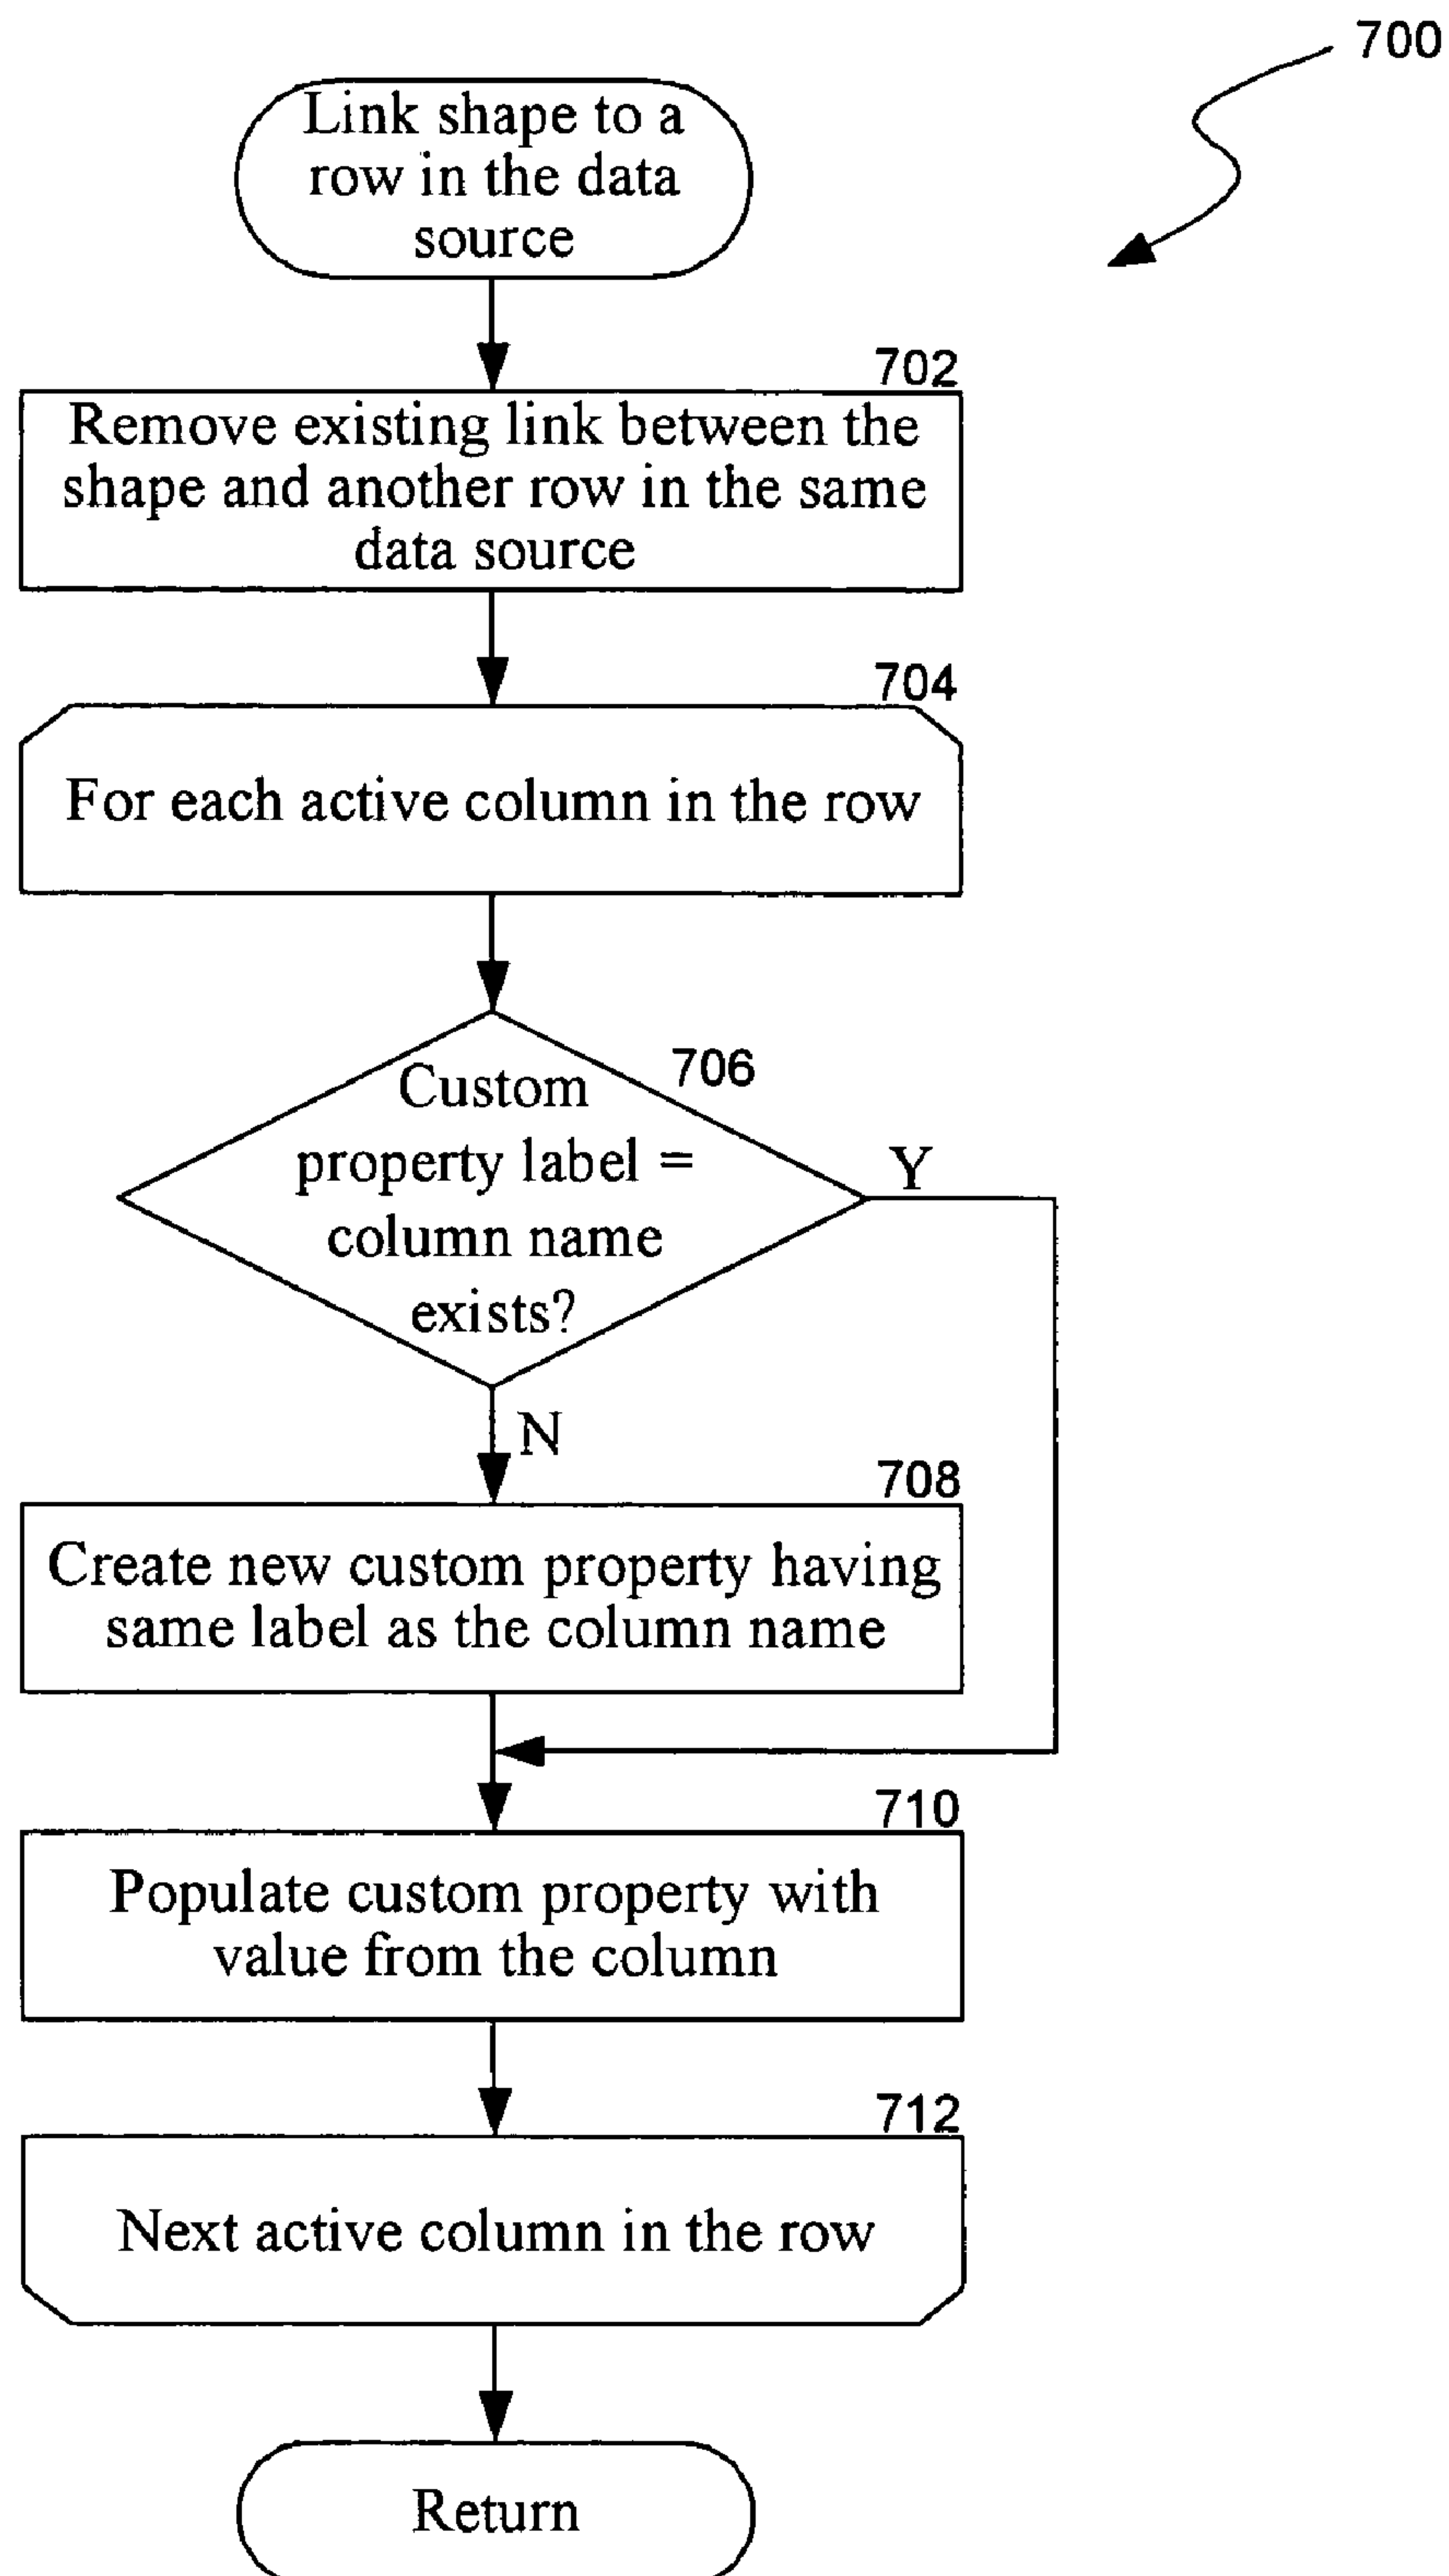 700
Link shape to a
row in the data
source
702
Remove existing link between the
shape and another row in the same
data source
704
For each active column in the row
706
Custom
property label =
column name
exists?
Y
N
708
Create new custom property having
same label as the column name
710
Populate custom property with
value from the column
712
Next active column in the row
Return